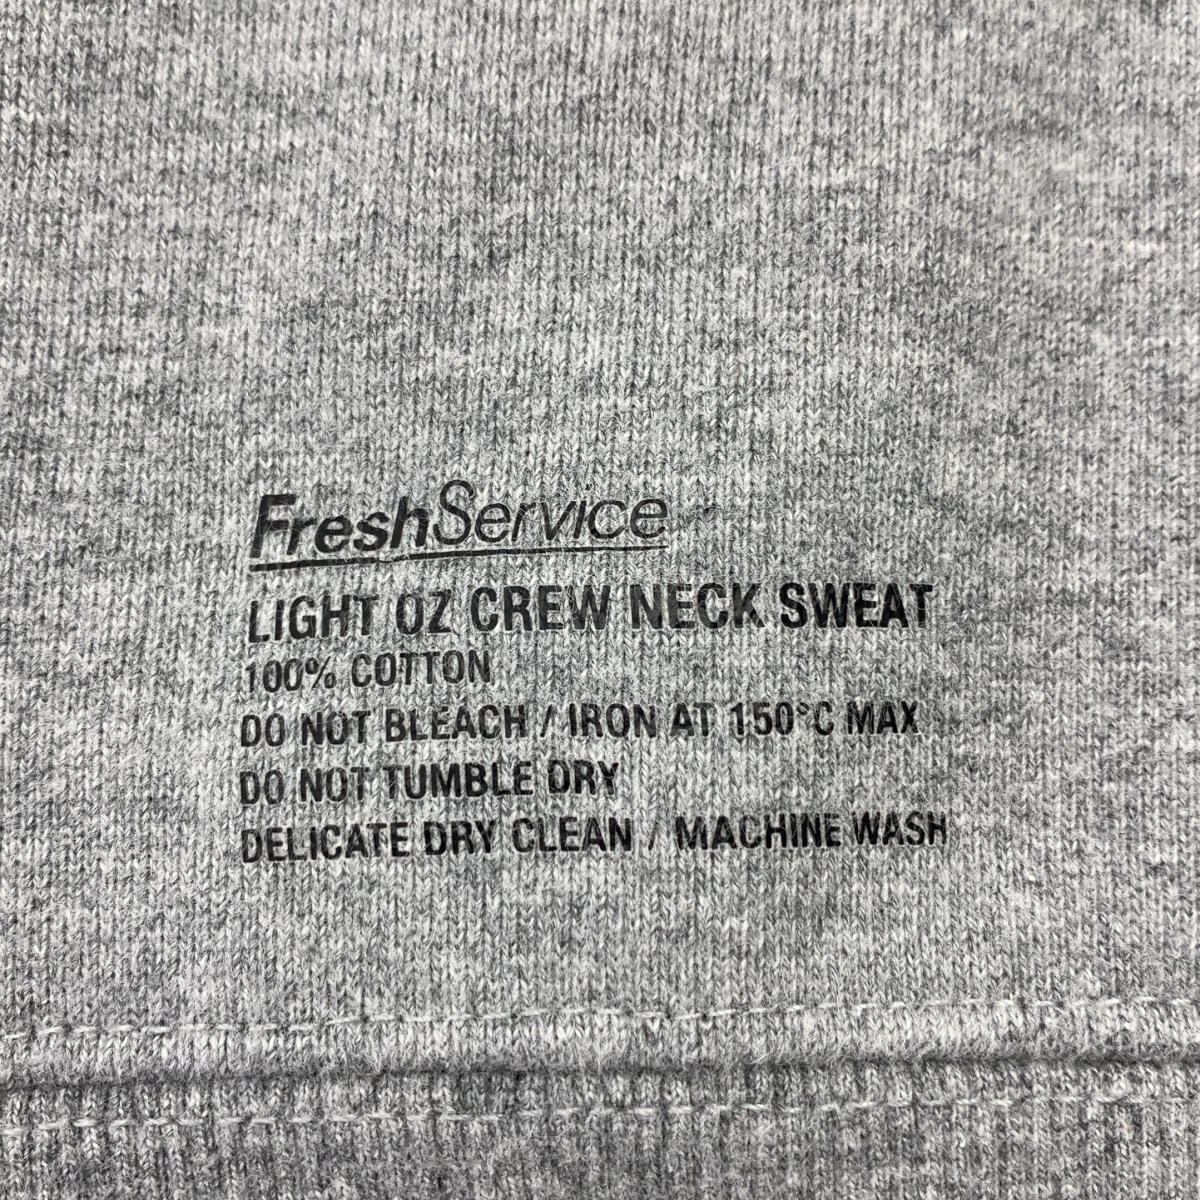 FreshService
LIGHT OZ CREW NECK SWEAT
100% COTTON
DO NOT BLEACH / IRON AT 150°C MAX
DO NOT TUMBLE DRY
DELICATE DRY CLEAN / MACHINE WASH